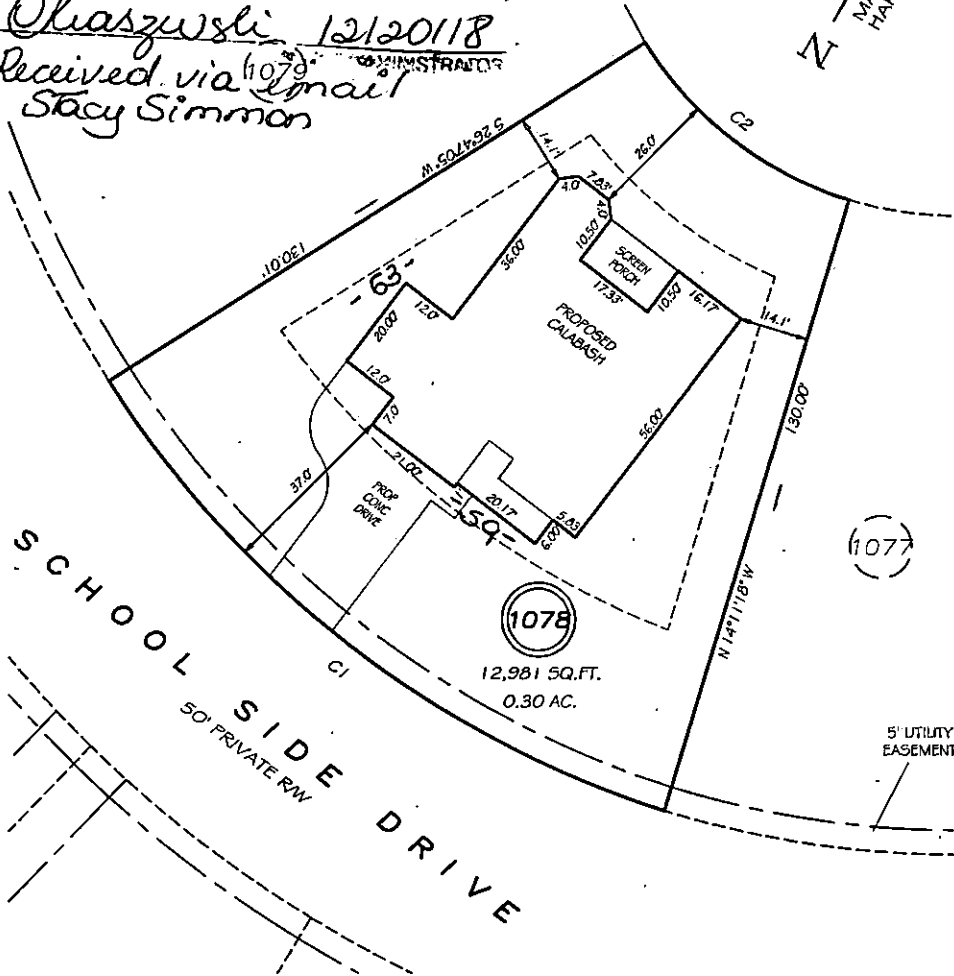 12/20/18
(1079)
MINISTRATOR
Received via email
Stacy Simmon
N
C2
S 26°47'05" W
130.01'
14.1'
26.0'
4.0'
7.83'
4.0'
10.50'
SCREEN
PORCH
17.33'
10.50'
16.17'
14.1'
36.00'
- 63 -
12.0'
20.00'
PROPOSED
CALABASH
12.0'
7.0'
56.00'
130.00'
37.0'
21.00'
PROP
CONC
DRIVE
20.17'
- 59 -
5.83'
6.00'
N 14°11'18" W
1077
1078
12,981 SQ.FT.
0.30 AC.
C1
SCHOOL SIDE DRIVE
50' PRIVATE R/W
5' UTILITY
EASEMENT